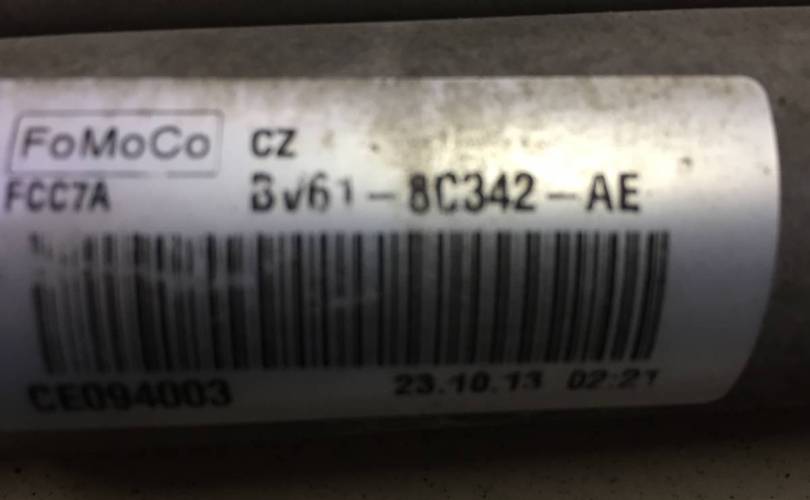 FoMoCo CZ
FCC7A BV61-8C342-AE
CE094003 23.10.13 02:21